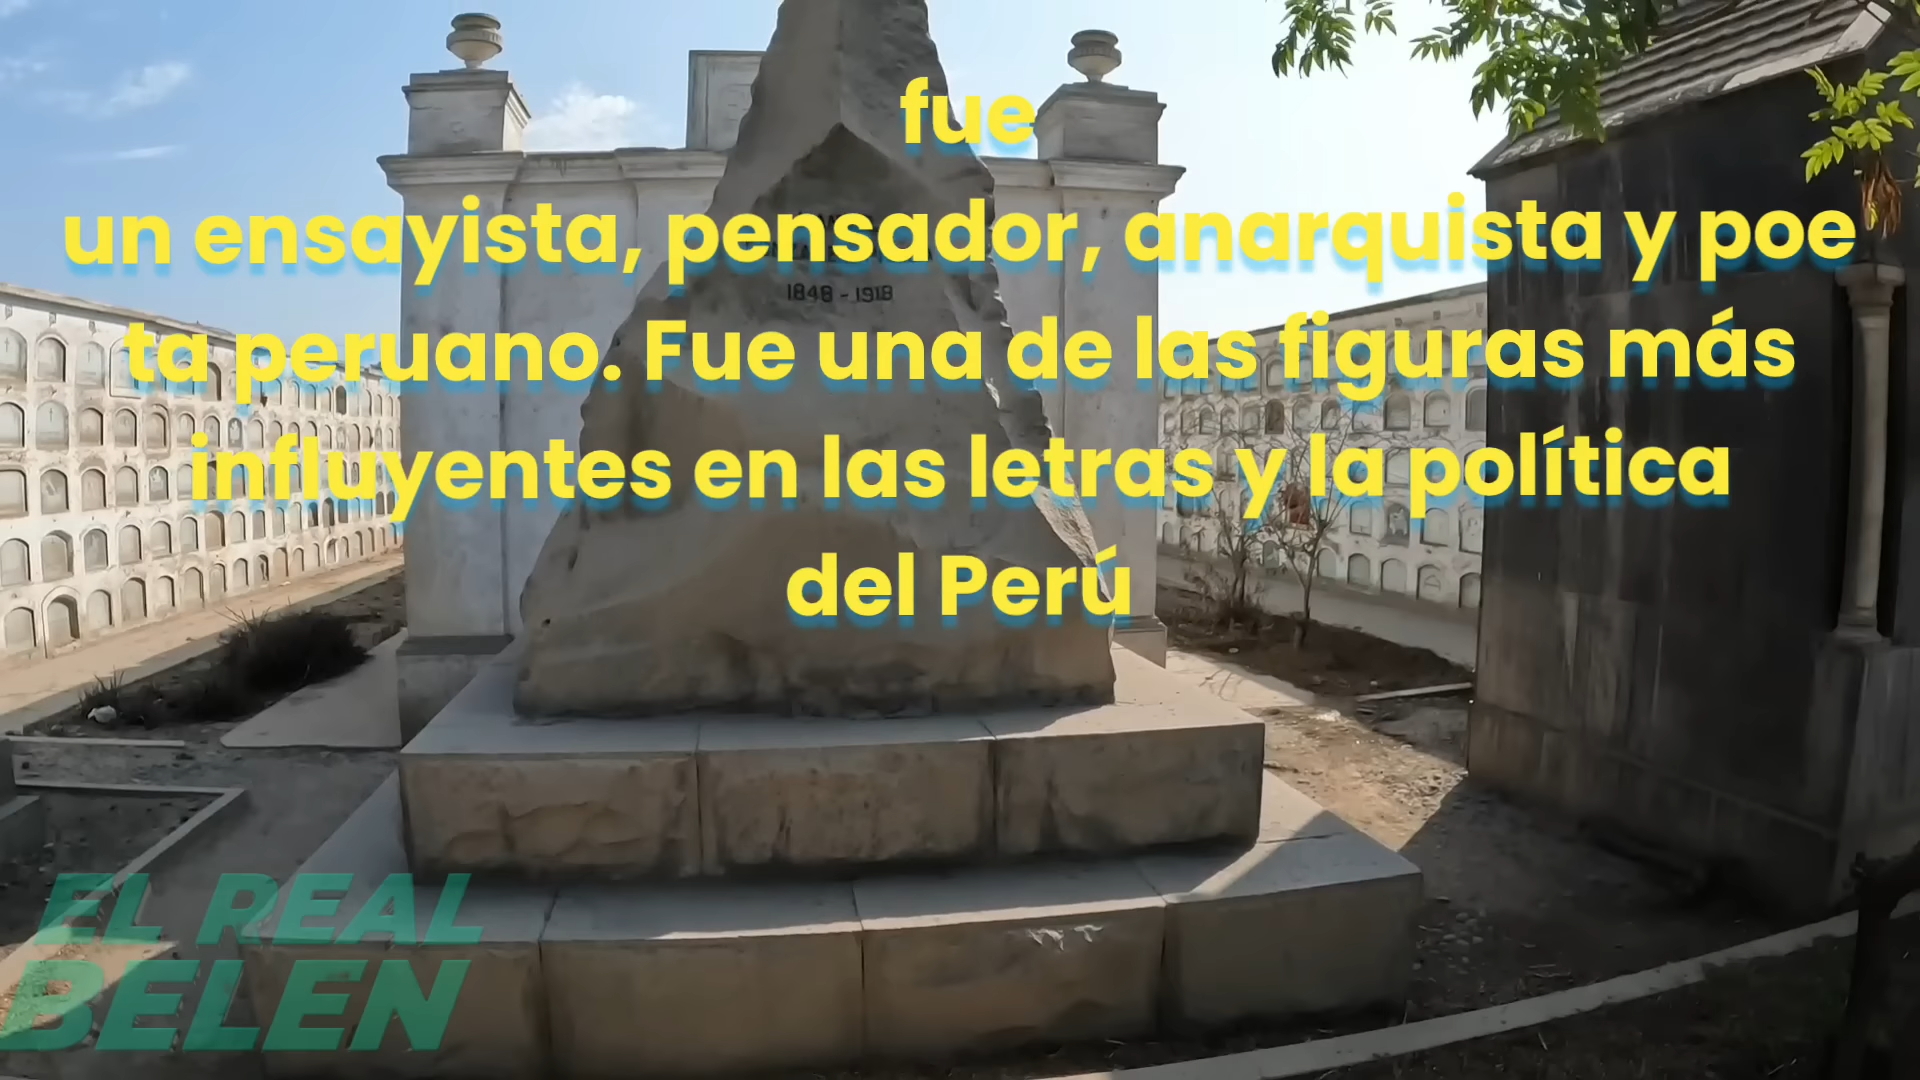 fue
un ensayista, pensador, anarquista y poe
ta peruano. Fue una de las figuras más
influyentes en las letras y la política
del Perú
1848 - 1918
EL REAL
BELEN